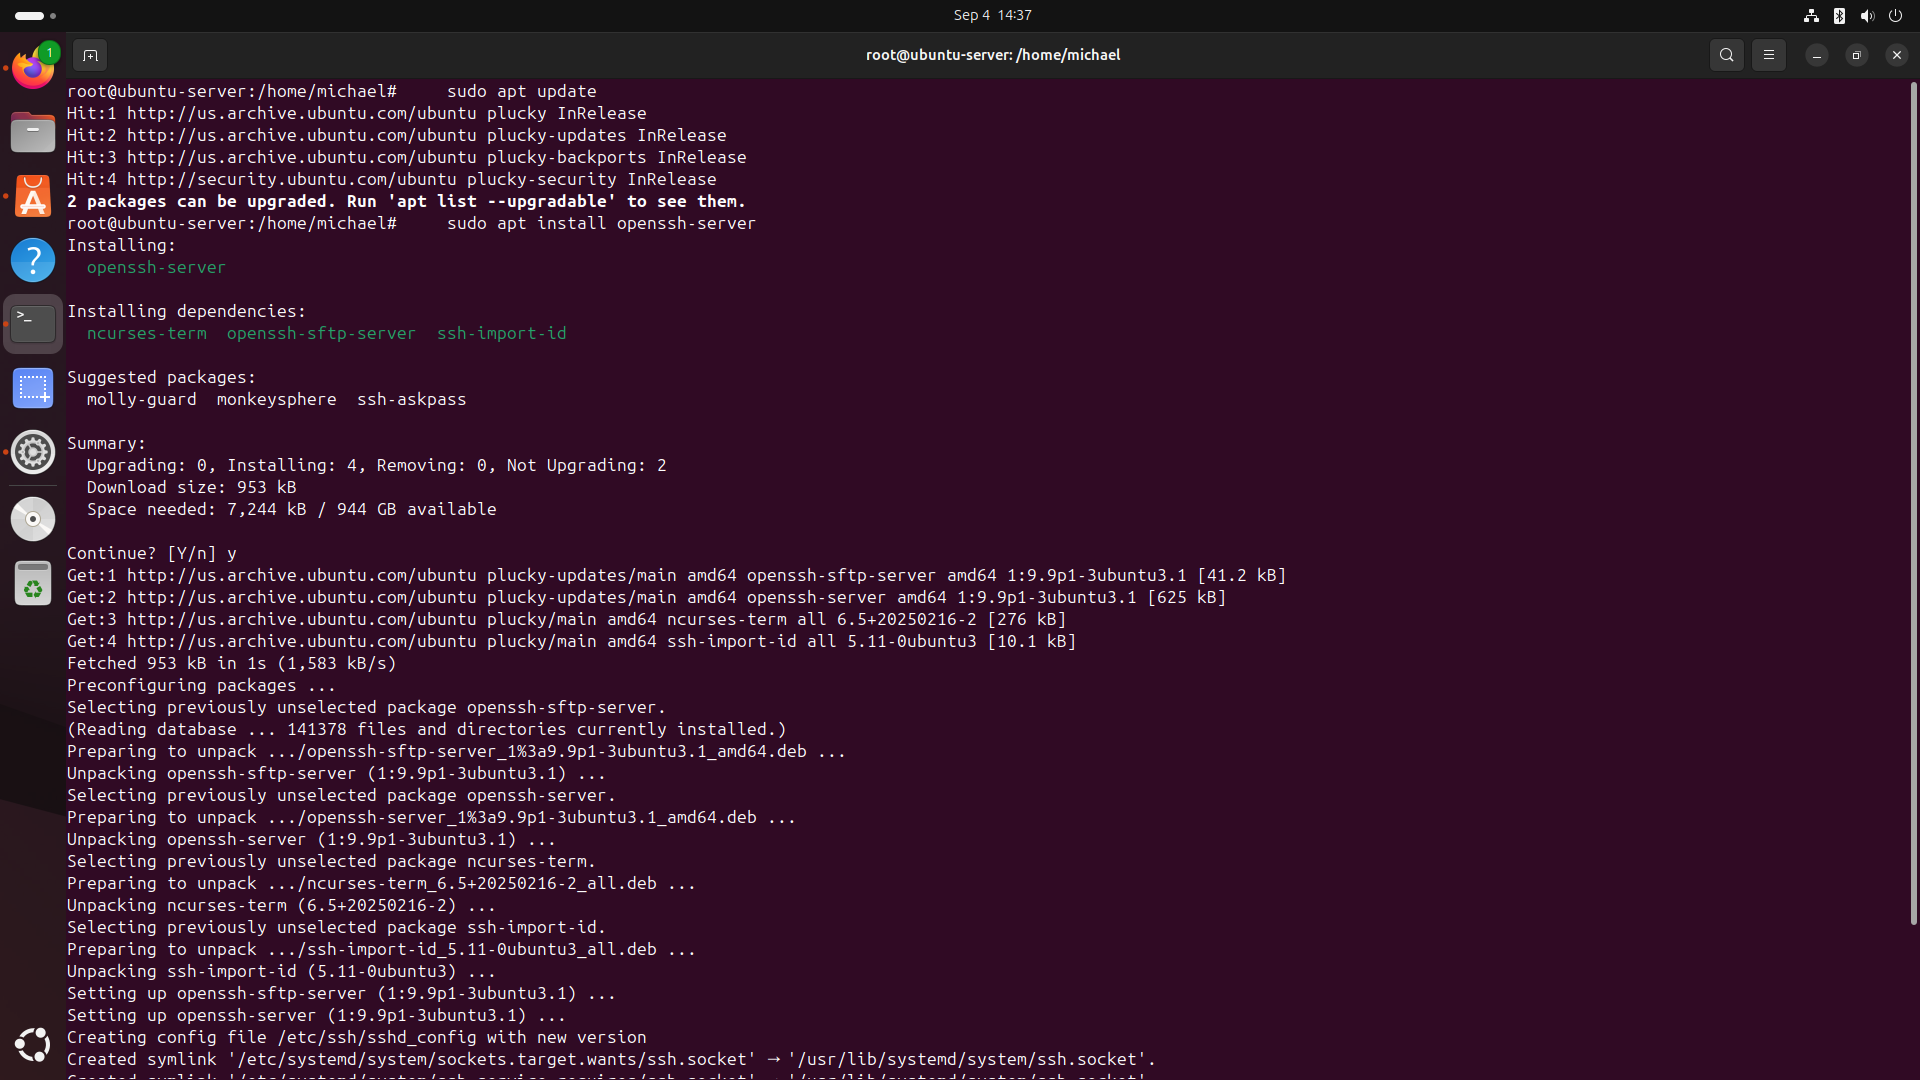 Sep 4 14:37
1
root@ubuntu-server: /home/michael
root@ubuntu-server:/home/michael#     sudo apt update
Hit:1 http://us.archive.ubuntu.com/ubuntu plucky InRelease
Hit:2 http://us.archive.ubuntu.com/ubuntu plucky-updates InRelease
Hit:3 http://us.archive.ubuntu.com/ubuntu plucky-backports InRelease
Hit:4 http://security.ubuntu.com/ubuntu plucky-security InRelease
2 packages can be upgraded. Run 'apt list --upgradable' to see them.
root@ubuntu-server:/home/michael#     sudo apt install openssh-server
Installing:
  openssh-server

Installing dependencies:
  ncurses-term  openssh-sftp-server  ssh-import-id

Suggested packages:
  molly-guard  monkeysphere  ssh-askpass

Summary:
  Upgrading: 0, Installing: 4, Removing: 0, Not Upgrading: 2
  Download size: 953 kB
  Space needed: 7,244 kB / 944 GB available

Continue? [Y/n] y
Get:1 http://us.archive.ubuntu.com/ubuntu plucky-updates/main amd64 openssh-sftp-server amd64 1:9.9p1-3ubuntu3.1 [41.2 kB]
Get:2 http://us.archive.ubuntu.com/ubuntu plucky-updates/main amd64 openssh-server amd64 1:9.9p1-3ubuntu3.1 [625 kB]
Get:3 http://us.archive.ubuntu.com/ubuntu plucky/main amd64 ncurses-term all 6.5+20250216-2 [276 kB]
Get:4 http://us.archive.ubuntu.com/ubuntu plucky/main amd64 ssh-import-id all 5.11-0ubuntu3 [10.1 kB]
Fetched 953 kB in 1s (1,583 kB/s)
Preconfiguring packages ...
Selecting previously unselected package openssh-sftp-server.
(Reading database ... 141378 files and directories currently installed.)
Preparing to unpack .../openssh-sftp-server_1%3a9.9p1-3ubuntu3.1_amd64.deb ...
Unpacking openssh-sftp-server (1:9.9p1-3ubuntu3.1) ...
Selecting previously unselected package openssh-server.
Preparing to unpack .../openssh-server_1%3a9.9p1-3ubuntu3.1_amd64.deb ...
Unpacking openssh-server (1:9.9p1-3ubuntu3.1) ...
Selecting previously unselected package ncurses-term.
Preparing to unpack .../ncurses-term_6.5+20250216-2_all.deb ...
Unpacking ncurses-term (6.5+20250216-2) ...
Selecting previously unselected package ssh-import-id.
Preparing to unpack .../ssh-import-id_5.11-0ubuntu3_all.deb ...
Unpacking ssh-import-id (5.11-0ubuntu3) ...
Setting up openssh-sftp-server (1:9.9p1-3ubuntu3.1) ...
Setting up openssh-server (1:9.9p1-3ubuntu3.1) ...
Creating config file /etc/ssh/sshd_config with new version
Created symlink '/etc/systemd/system/sockets.target.wants/ssh.socket' → '/usr/lib/systemd/system/ssh.socket'.